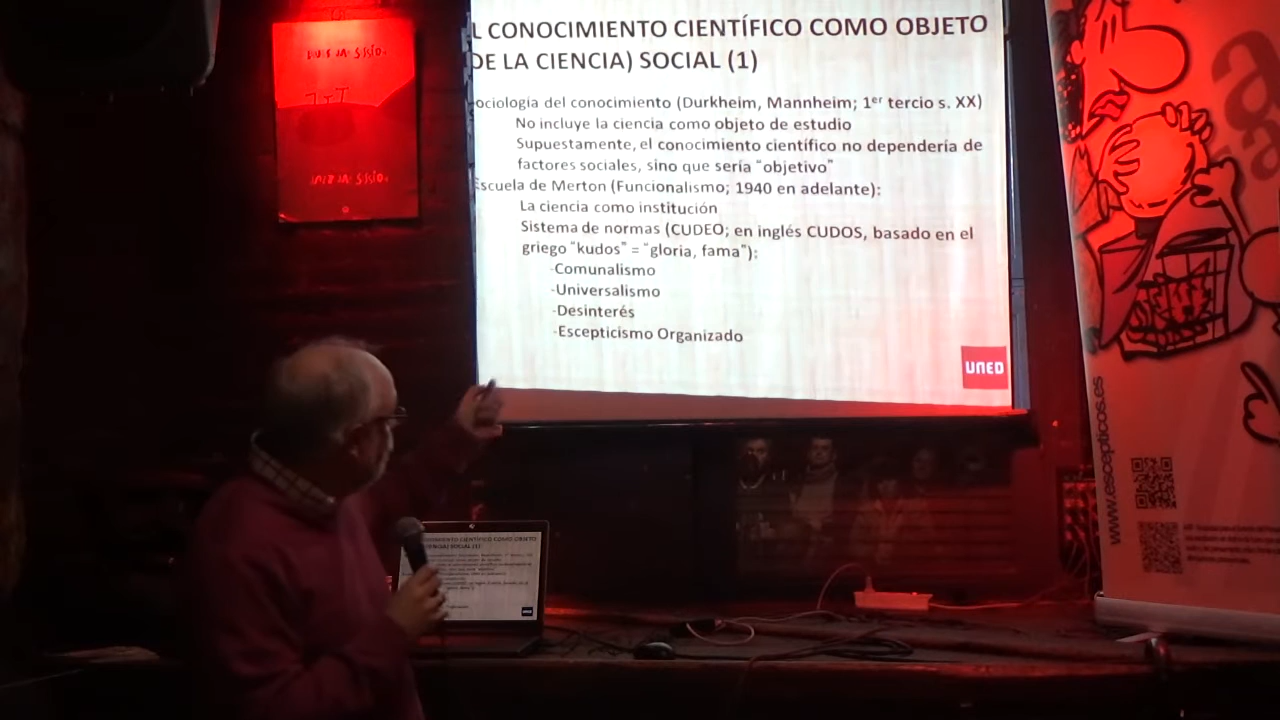 L CONOCIMIENTO CIENTÍFICO COMO OBJETO
DE LA CIENCIA) SOCIAL (1)
ociología del conocimiento (Durkheim, Mannheim; 1er tercio s. XX)
No incluye la ciencia como objeto de estudio
Supuestamente, el conocimiento científico no dependería de
factores sociales, sino que sería "objetivo"
Escuela de Merton (Funcionalismo; 1940 en adelante):
La ciencia como institución
Sistema de normas (CUDEO; en inglés CUDOS, basado en el
griego "kudos" = "gloria, fama"):
-Comunalismo
-Universalismo
-Desinterés
-Escepticismo Organizado
UNED
www.escepticos.es